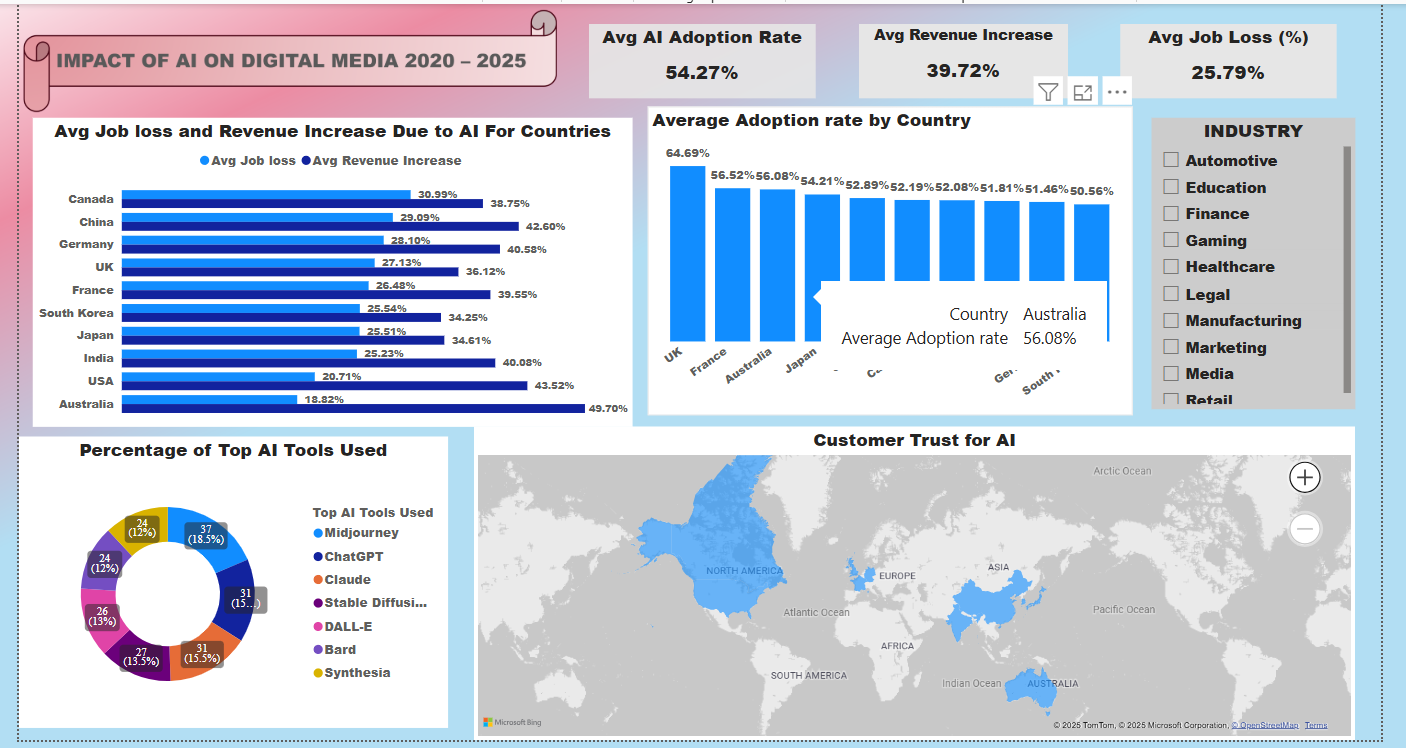 IMPACT OF AI ON DIGITAL MEDIA 2020 – 2025
Avg AI Adoption Rate
54.27%
Avg Revenue Increase
39.72%
Avg Job Loss (%)
25.79%
Avg Job loss and Revenue Increase Due to AI For Countries
Avg Job loss Avg Revenue Increase
Canada 30.99% 38.75%
China 29.09% 42.60%
Germany 28.10% 40.58%
UK 27.13% 36.12%
France 26.48% 39.55%
South Korea 25.54% 34.25%
Japan 25.51% 34.61%
India 25.23% 40.08%
USA 20.71% 43.52%
Australia 18.82% 49.70%
Average Adoption rate by Country
64.69% 56.52% 56.08% 54.21% 52.89% 52.19% 52.08% 51.81% 51.46% 50.56%
UK France Australia Japan
Country Australia
Average Adoption rate 56.08%
INDUSTRY
Automotive
Education
Finance
Gaming
Healthcare
Legal
Manufacturing
Marketing
Media
Retail
Percentage of Top AI Tools Used
37
(18.5%)
31
(15...)
31
(15.5%)
27
(13.5%)
26
(13%)
24
(12%)
24
(12%)
Top AI Tools Used
Midjourney
ChatGPT
Claude
Stable Diffusi...
DALL-E
Bard
Synthesia
Customer Trust for AI
Arctic Ocean
NORTH AMERICA
EUROPE
ASIA
Atlantic Ocean
Pacific Ocean
AFRICA
SOUTH AMERICA
Indian Ocean
AUSTRALIA
Microsoft Bing
© 2025 TomTom, © 2025 Microsoft Corporation, © OpenStreetMap Terms